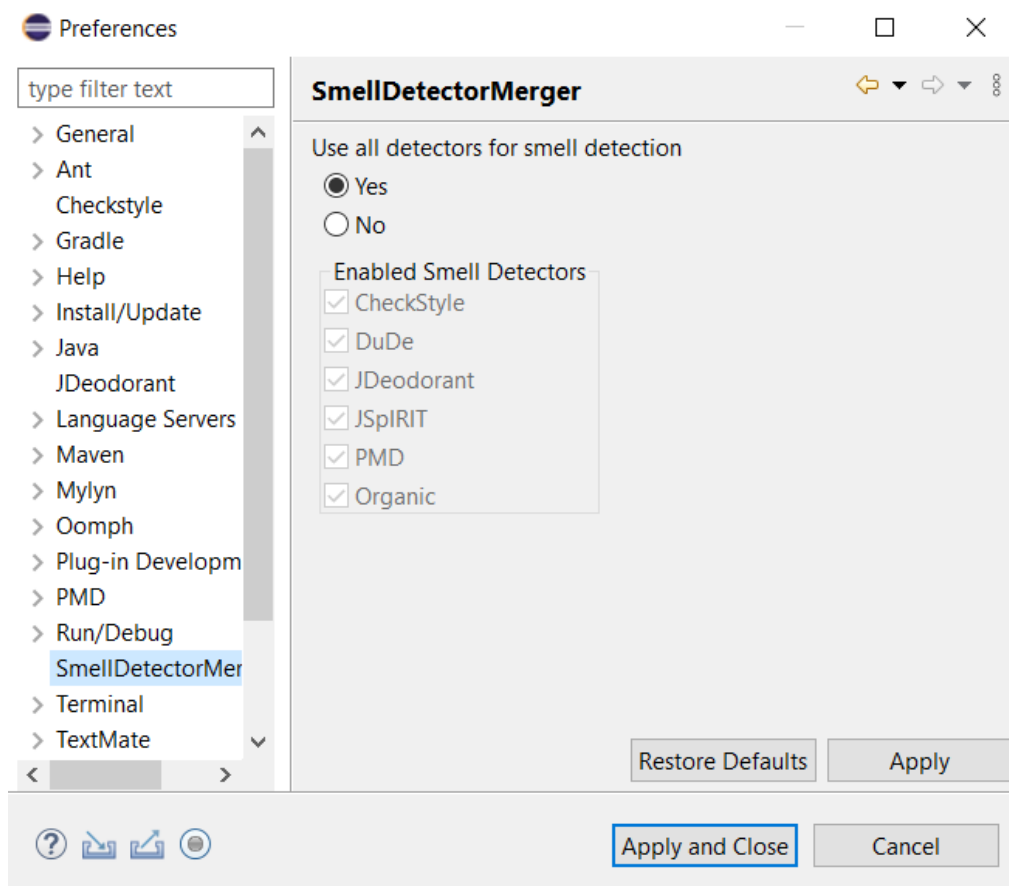 Preferences
type filter text
General
Ant
Checkstyle
Gradle
Help
Install/Update
Java
JDeodorant
Language Servers
Maven
Mylyn
Oomph
Plug-in Developm
PMD
Run/Debug
SmellDetectorMer
Terminal
TextMate
SmellDetectorMerger
Use all detectors for smell detection
Yes
No
Enabled Smell Detectors
CheckStyle
DuDe
JDeodorant
JSpIRIT
PMD
Organic
Restore Defaults
Apply
Apply and Close
Cancel